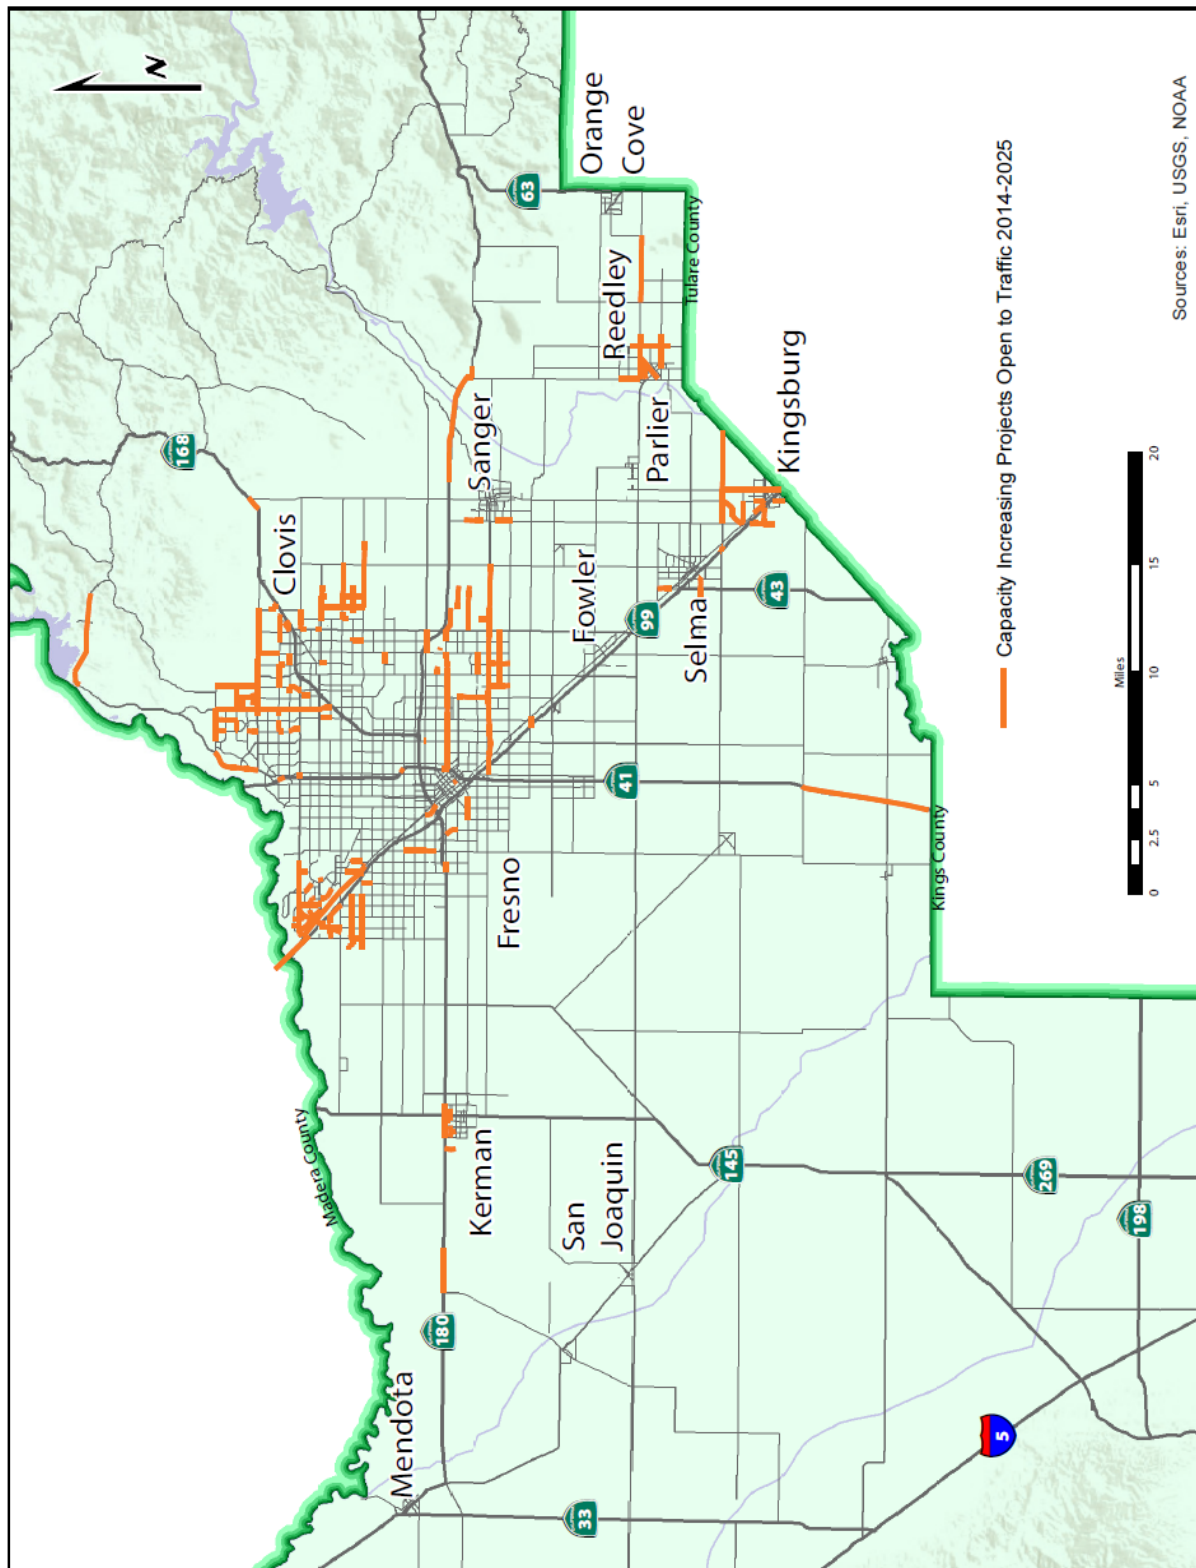 N
Madera County
168
Clovis
Mendota
180
Kerman
Fresno
Sanger
63
Orange
Cove
Reedley
San
Joaquin
Fowler
Parlier
33
41
99
Selma
Tulare County
Kingsburg
145
43
5
269
198
Kings County
Capacity Increasing Projects Open to Traffic 2014-2025
Miles
0 2.5 5 10 15 20
Sources: Esri, USGS, NOAA